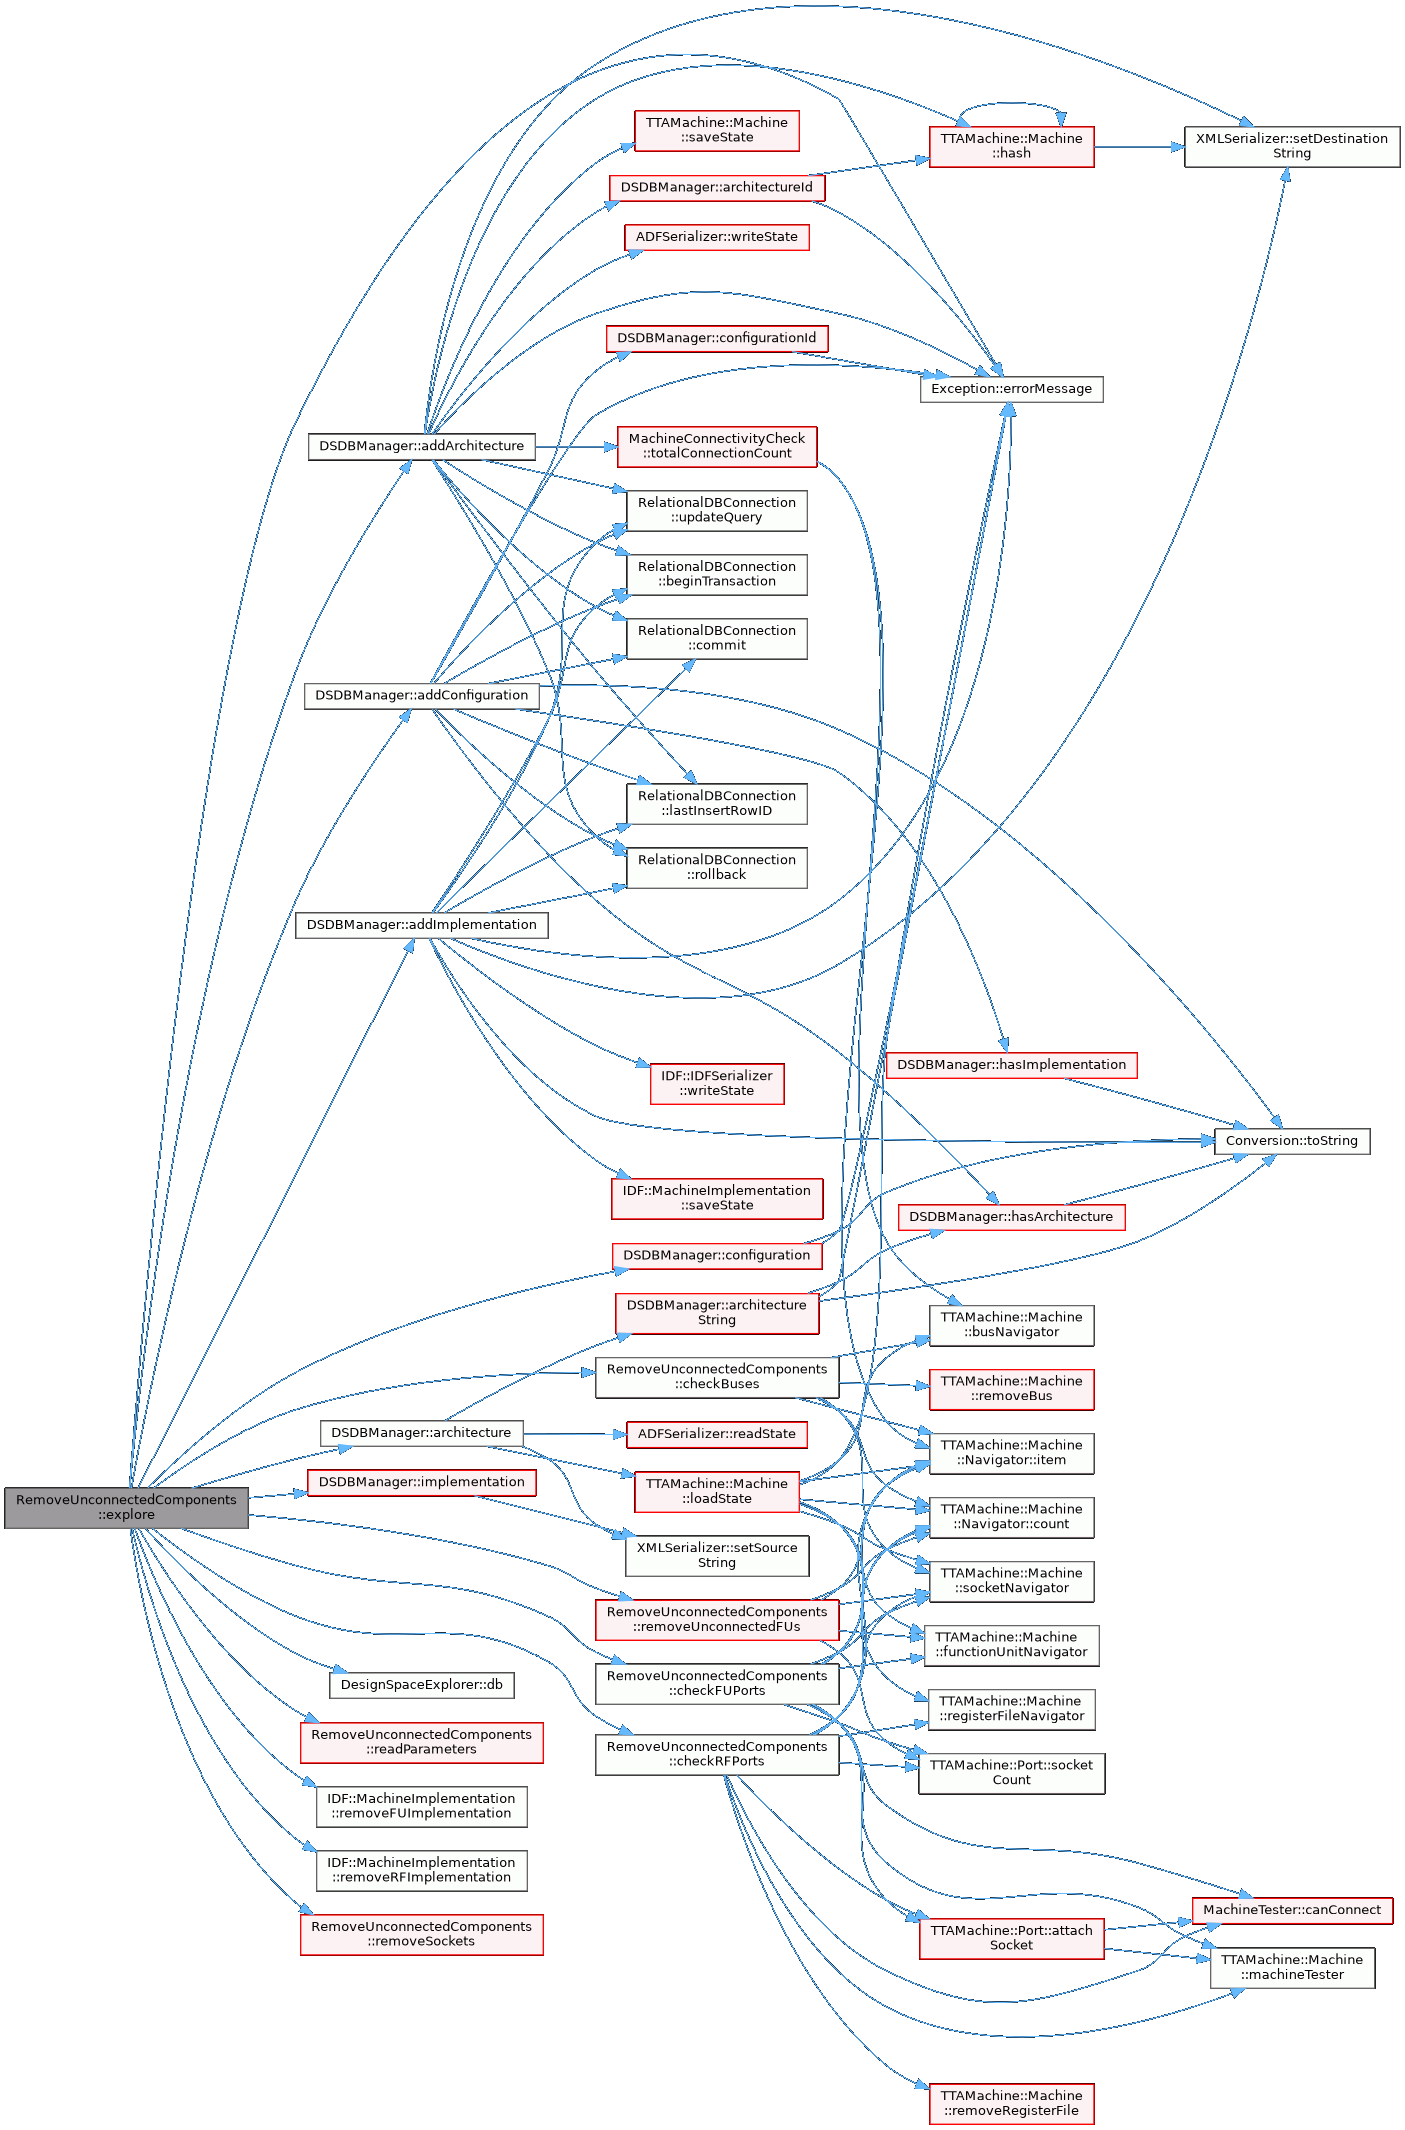 TTAMachine::Machine
::saveState
TTAMachine::Machine
::hash
XMLSerializer::setDestination
String
DSDBManager::architectureId
ADFSerializer::writeState
DSDBManager::configurationId
Exception::errorMessage
DSDBManager::addArchitecture
MachineConnectivityCheck
::totalConnectionCount
RelationalDBConnection
::updateQuery
RelationalDBConnection
::beginTransaction
RelationalDBConnection
::commit
DSDBManager::addConfiguration
RelationalDBConnection
::lastInsertRowID
RelationalDBConnection
::rollback
DSDBManager::addImplementation
IDF::IDFSerializer
::writeState
DSDBManager::hasImplementation
Conversion::toString
IDF::MachineImplementation
::saveState
DSDBManager::hasArchitecture
DSDBManager::configuration
DSDBManager::architecture
String
TTAMachine::Machine
::busNavigator
RemoveUnconnectedComponents
::checkBuses
TTAMachine::Machine
::removeBus
DSDBManager::architecture
ADFSerializer::readState
TTAMachine::Machine
::Navigator::item
DSDBManager::implementation
TTAMachine::Machine
::loadState
RemoveUnconnectedComponents
::explore
TTAMachine::Machine
::Navigator::count
XMLSerializer::setSource
String
TTAMachine::Machine
::socketNavigator
RemoveUnconnectedComponents
::removeUnconnectedFUs
TTAMachine::Machine
::functionUnitNavigator
DesignSpaceExplorer::db
RemoveUnconnectedComponents
::checkFUPorts
TTAMachine::Machine
::registerFileNavigator
RemoveUnconnectedComponents
::readParameters
RemoveUnconnectedComponents
::checkRFPorts
TTAMachine::Port::socket
Count
IDF::MachineImplementation
::removeFUImplementation
IDF::MachineImplementation
::removeRFImplementation
RemoveUnconnectedComponents
::removeSockets
TTAMachine::Port::attach
Socket
MachineTester::canConnect
TTAMachine::Machine
::machineTester
TTAMachine::Machine
::removeRegisterFile